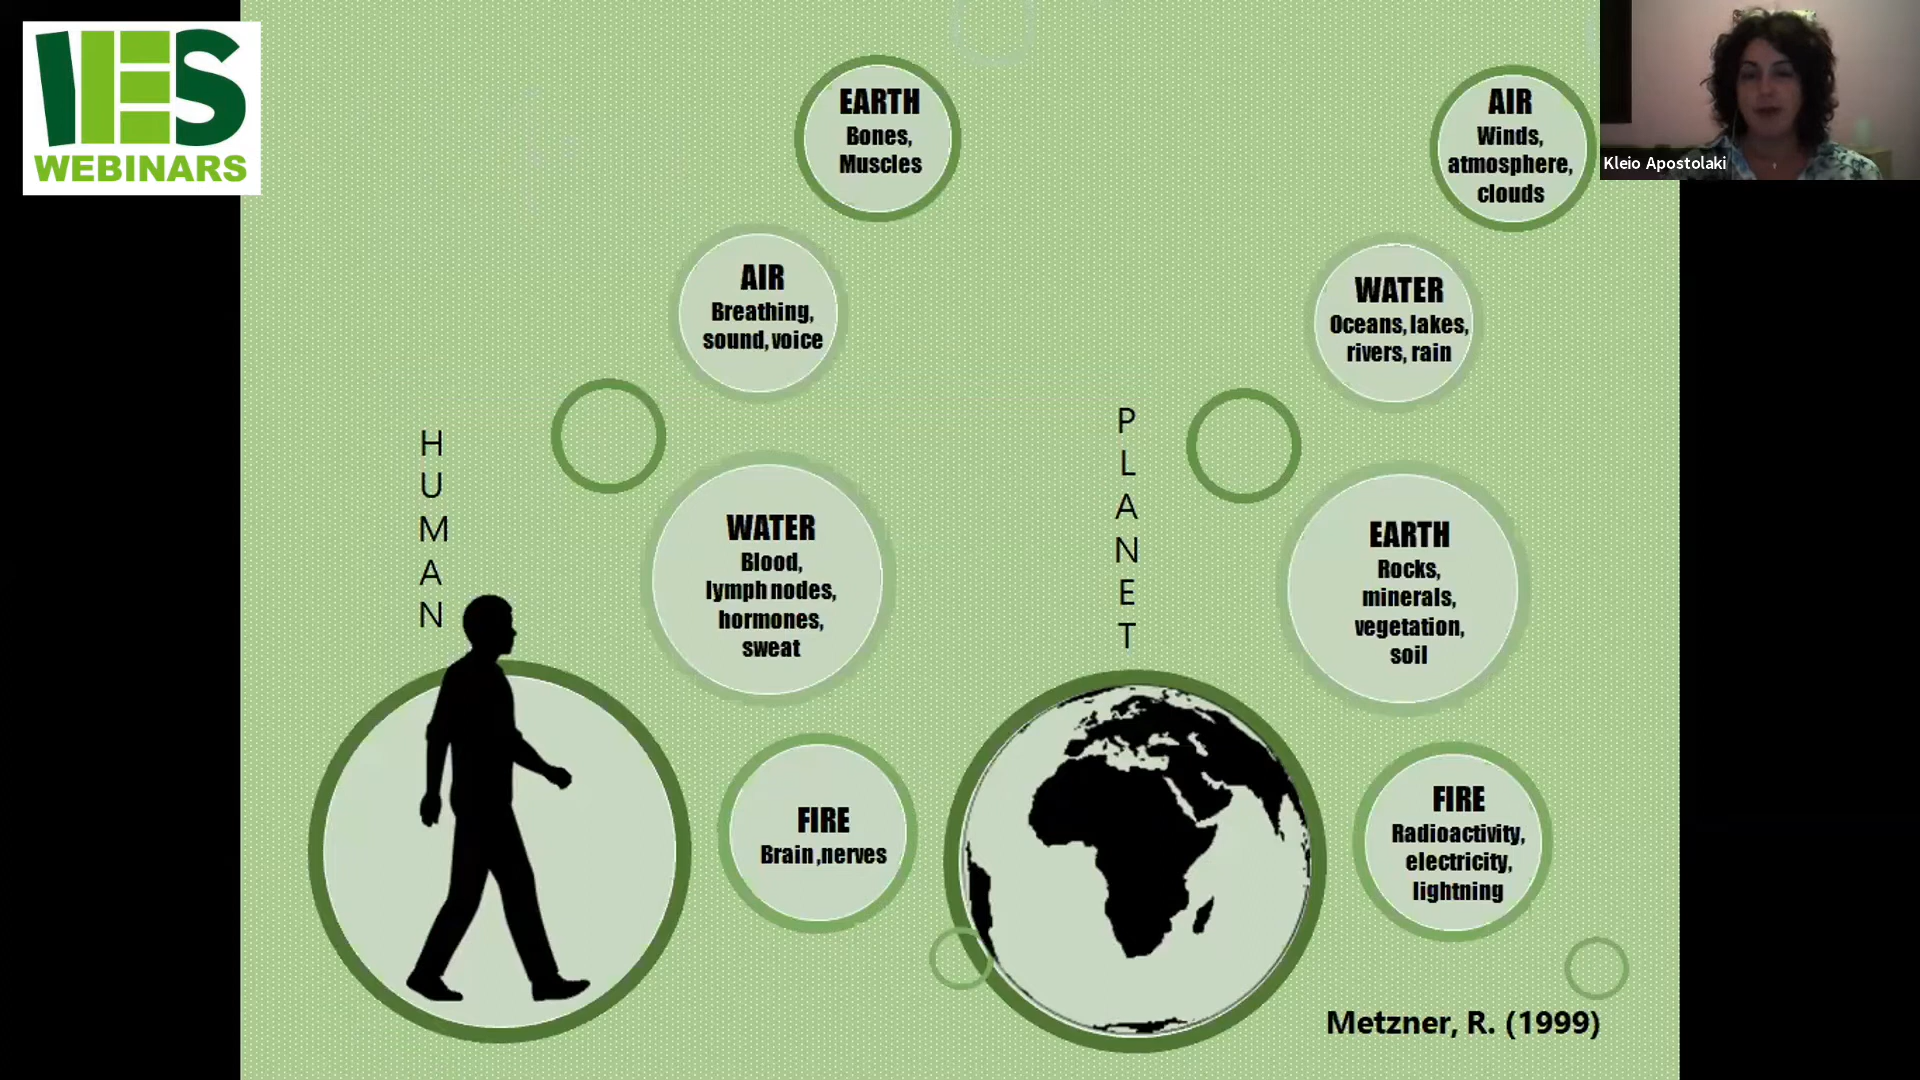 IES
WEBINARS
EARTH
Bones,
Muscles
AIR
Breathing,
sound, voice
HUMAN
WATER
Blood,
lymph nodes,
hormones,
sweat
FIRE
Brain ,nerves
AIR
Winds,
atmosphere,
clouds
WATER
Oceans, lakes,
rivers, rain
PLANET
EARTH
Rocks,
minerals,
vegetation,
soil
FIRE
Radioactivity,
electricity,
lightning
Metzner, R. (1999)
Kleio Apostolaki